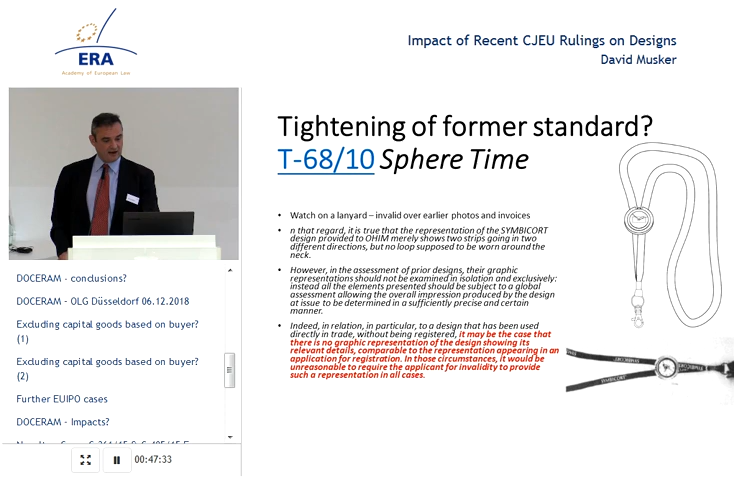 ERA
Academy of European Law
Impact of Recent CJEU Rulings on Designs
David Musker
DOCERAM - conclusions?
DOCERAM - OLG Düsseldorf 06.12.2018
Excluding capital goods based on buyer?
(1)
Excluding capital goods based on buyer?
(2)
Further EUIPO cases
DOCERAM - Impacts?
00:47:33
Tightening of former standard?
T-68/10 Sphere Time
• Watch on a lanyard – invalid over earlier photos and invoices
• n that regard, it is true that the representation of the SYMBICORT
design provided to OHIM merely shows two strips going in two
different directions, but no loop supposed to be worn around the
neck.
• However, in the assessment of prior designs, their graphic
representations should not be examined in isolation and exclusively:
instead all the elements presented should be subject to a global
assessment allowing the overall impression produced by the design
at issue to be determined in a sufficiently precise and certain
manner.
• Indeed, in relation, in particular, to a design that has been used
directly in trade, without being registered, it may be the case that
there is no graphic representation of the design showing its
relevant details, comparable to the representation appearing in an
application for registration. In those circumstances, it would be
unreasonable to require the applicant for invalidity to provide
such a representation in all cases.
SYMBICORT